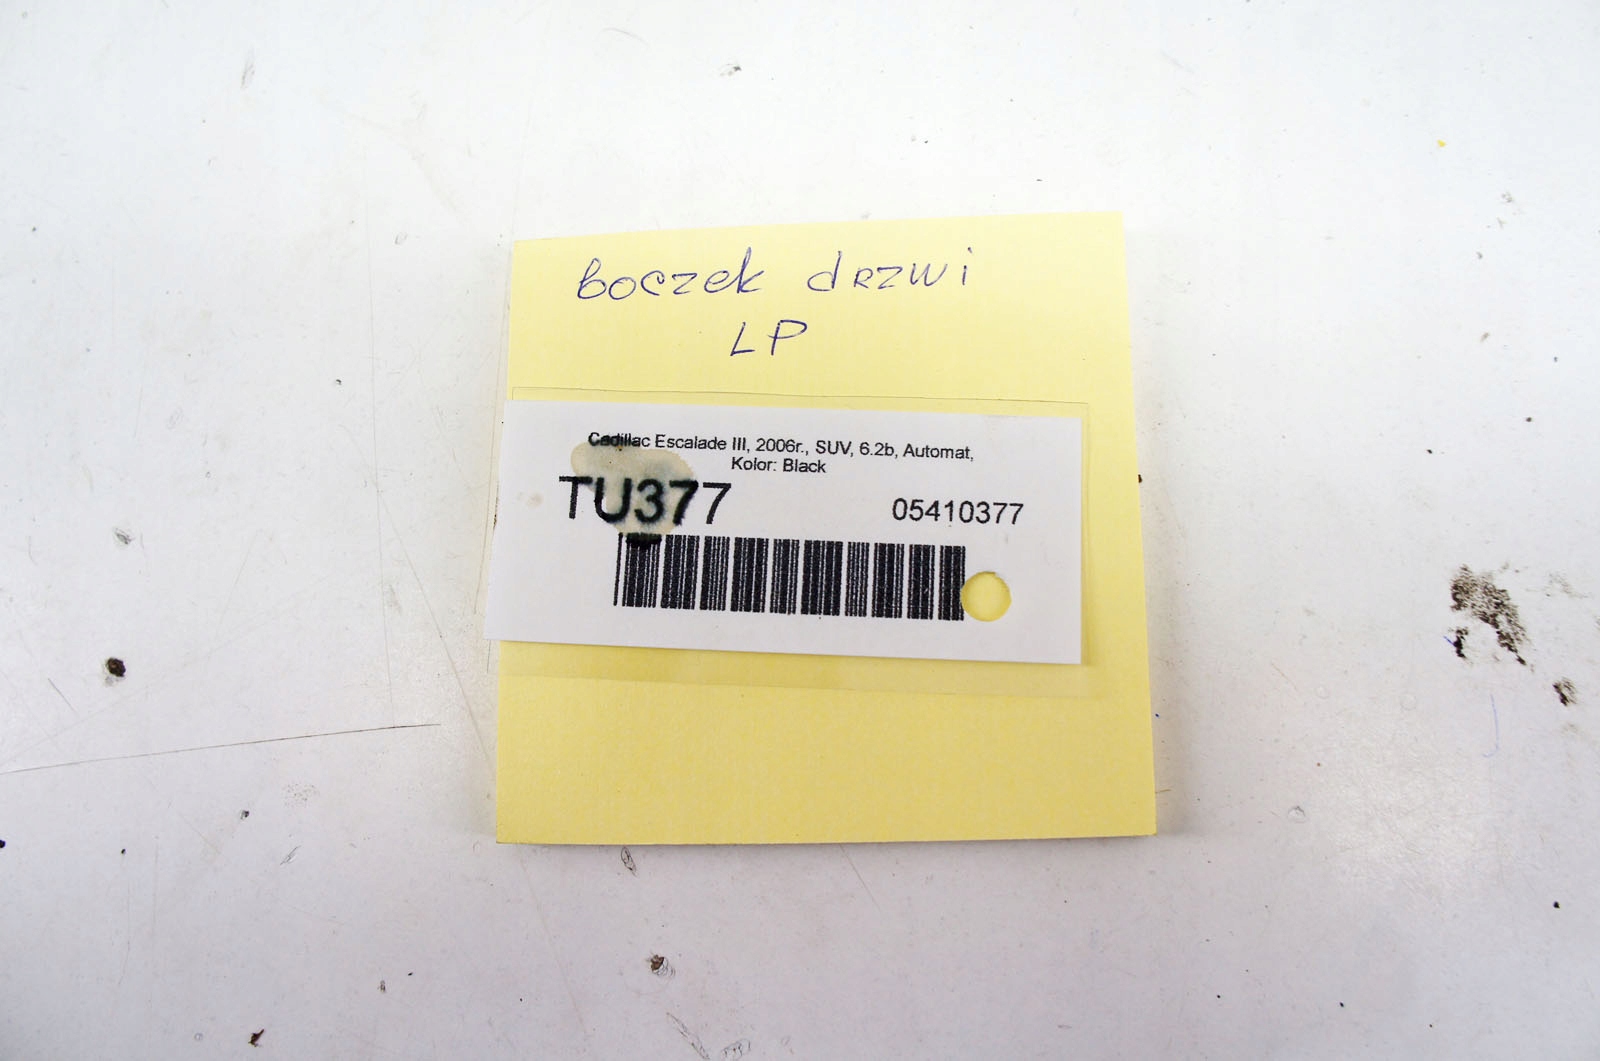 boczek drzwi
LP
Cadillac Escalade III, 2006r., SUV, 6.2b, Automat,
Kolor: Black
TU377
05410377